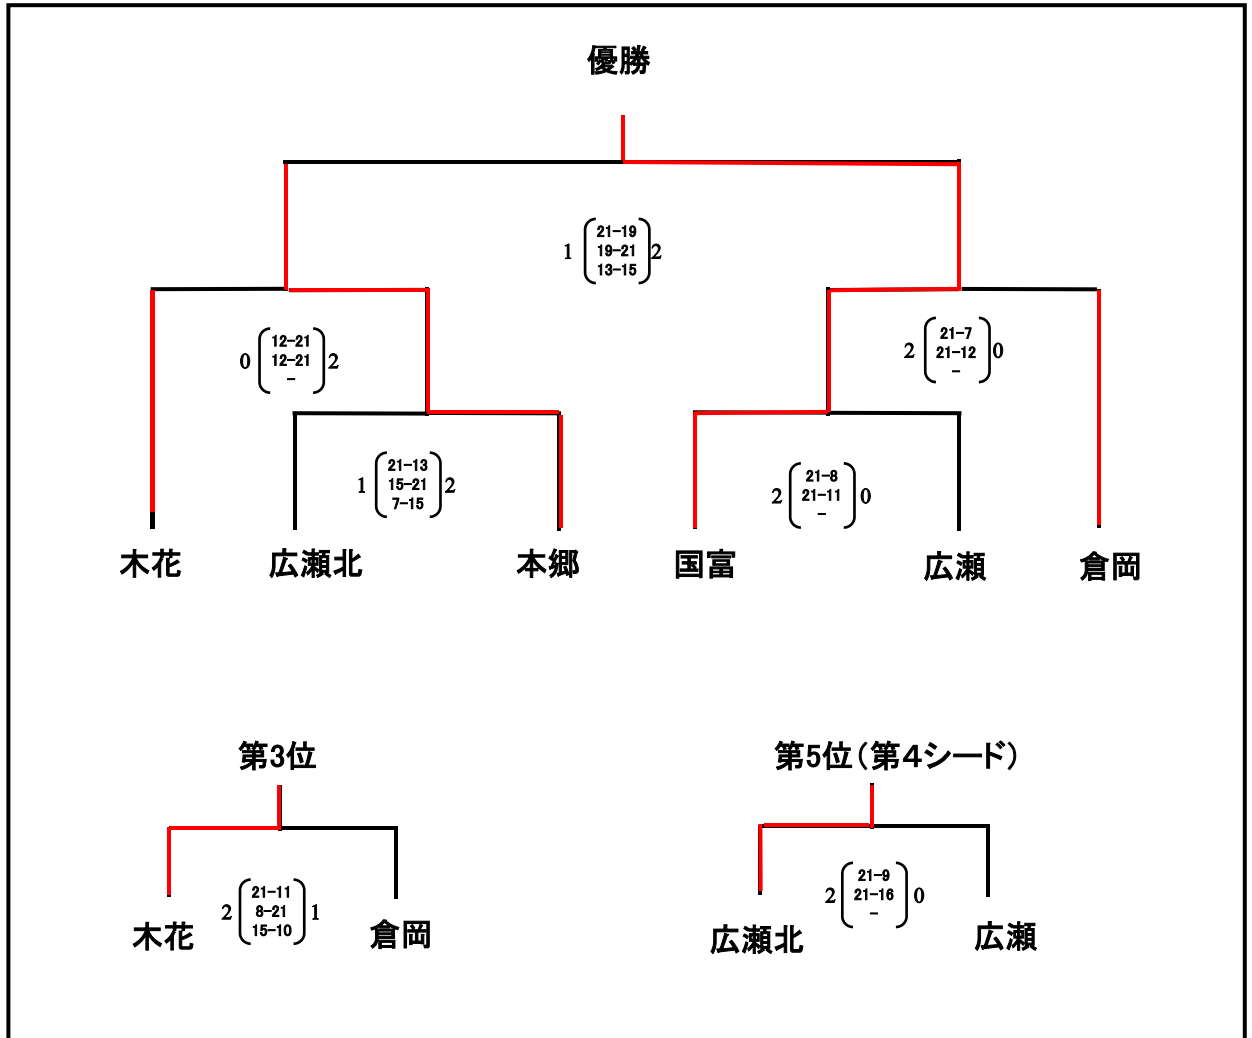 優勝
1 21-19 2
19-21
13-15
0 12-21 2
12-21
-
2 21-7 0
21-12
-
1 21-13 2
15-21
7-15
2 21-8 0
21-11
-
木花 広瀬北 本郷 国富 広瀬 倉岡
第3位 第5位(第4シード)
2 21-11 1
8-21
15-10
2 21-9 0
21-16
-
木花 倉岡 広瀬北 広瀬